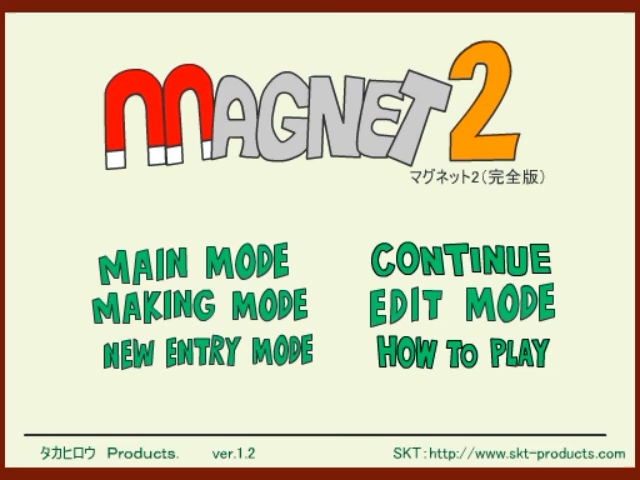 MAGNET 2
マグネット2(完全版)
MAIN MODE
CONTINUE
MAKING MODE
EDIT MODE
NEW ENTRY MODE
HOW TO PLAY
タカヒロウ Products. ver.1.2 SKT:http://www.skt-products.com